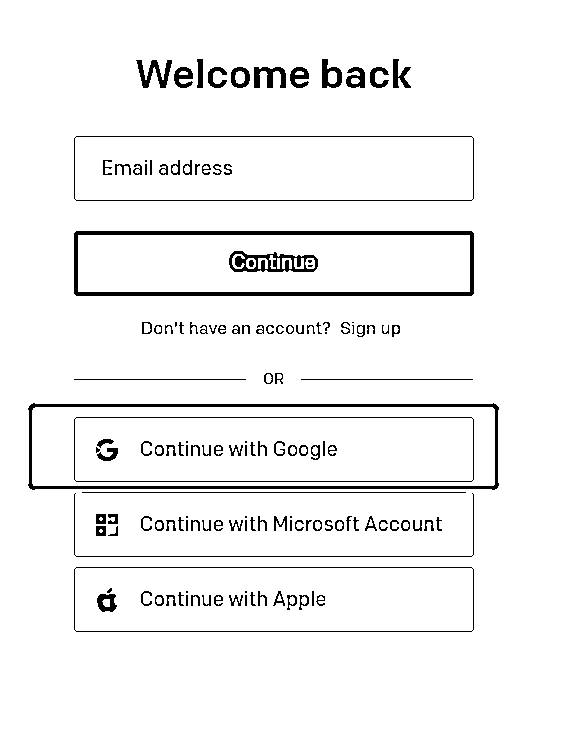 Welcome back
Email address
Continue
Don't have an account? Sign up
OR
Continue with Google
Continue with Microsoft Account
Continue with Apple